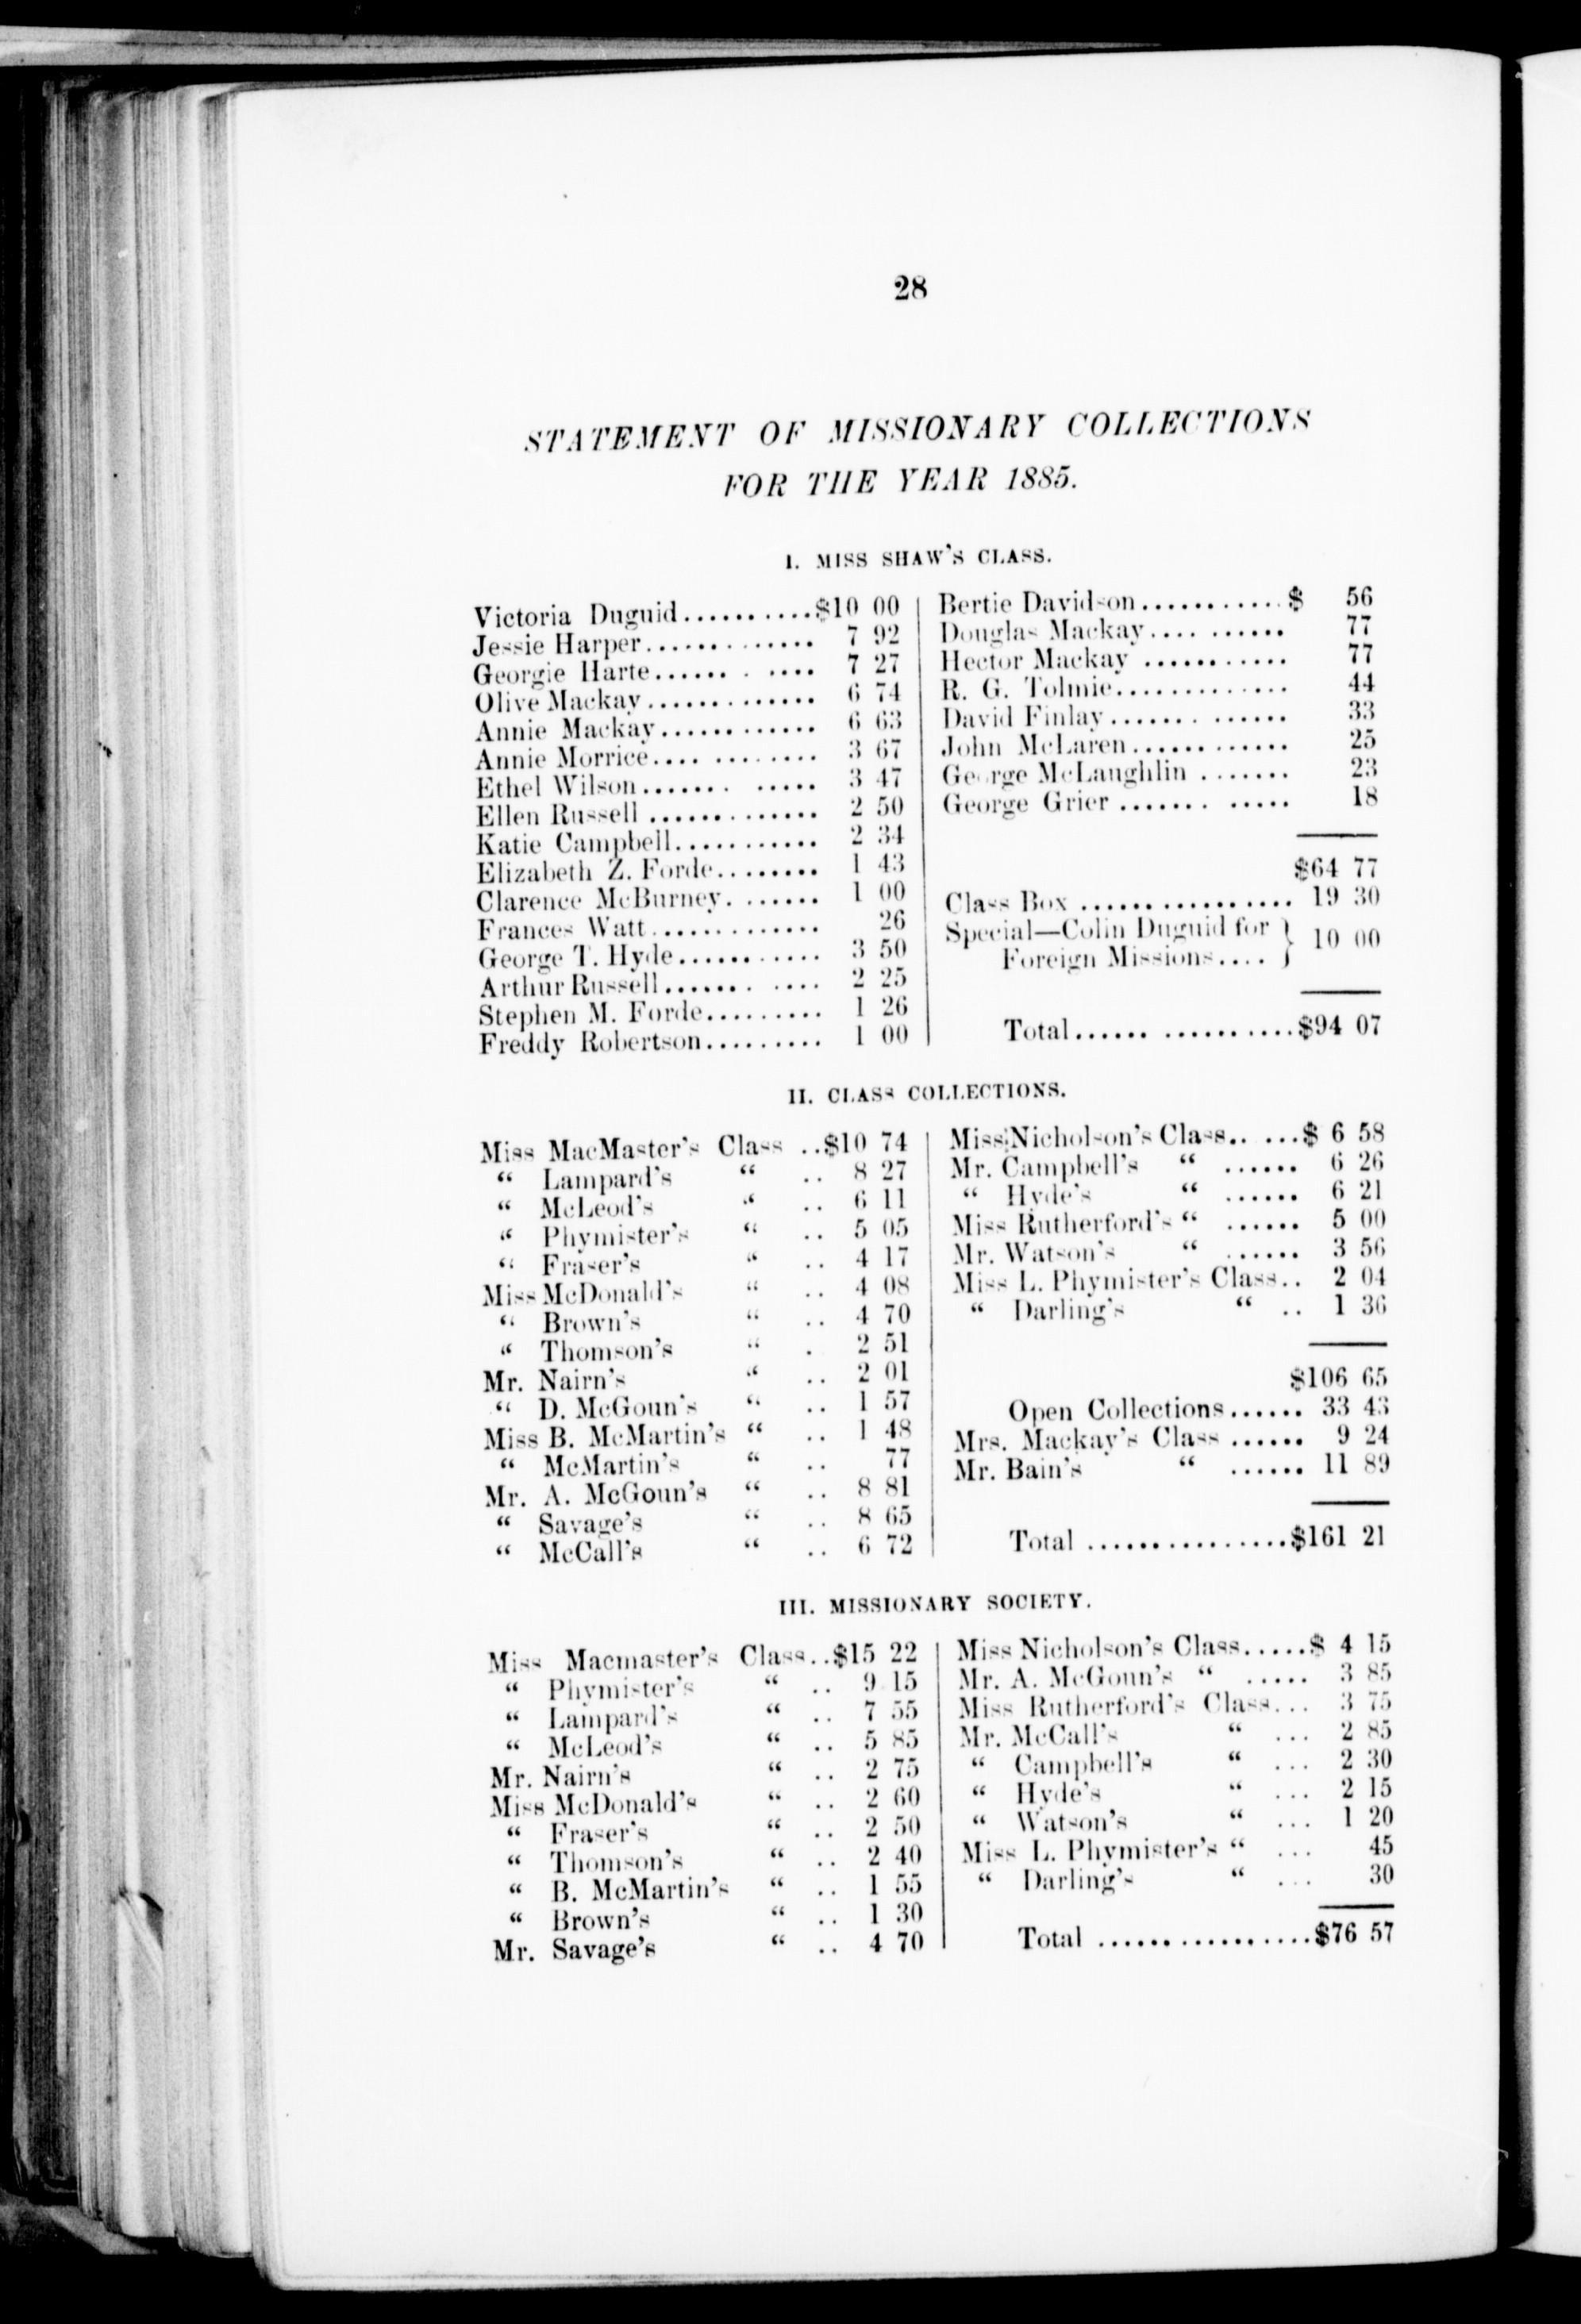 28
STATEMENT OF MISSIONARY COLLECTIONS
FOR THE YEAR 1885.
I. MISS SHAW'S CLASS.
Victoria Duguid..........$10 00
Jessie Harper............. 7 92
Georgie Harte...... . .... 7 27
Olive Mackay............. 6 74
Annie Mackay............ 6 63
Annie Morrice.... ........ 3 67
Ethel Wilson....... ..... 3 47
Ellen Russell ............. 2 50
Katie Campbell........... 2 34
Elizabeth Z. Forde........ 1 43
Clarence McBurney. ....... 1 00
Frances Watt............. 26
George T. Hyde........... 3 50
Arthur Russell....... .... 2 25
Stephen M. Forde......... 1 26
Freddy Robertson......... 1 00
Bertie Davidson...........$ 56
Douglas Mackay.... ...... 77
Hector Mackay ........... 77
R. G. Tolmie............. 44
David Finlay....... ...... 33
John McLaren............ 25
George McLaughlin ....... 23
George Grier ....... ..... 18
$64 77
Class Box ................ 19 30
Special—Colin Duguid for } 10 00
Foreign Missions....
Total...... ..........$94 07
II. CLASS COLLECTIONS.
Miss MacMaster's Class ..$10 74
“ Lampard's “ .. 8 27
“ McLeod's “ .. 6 11
“ Phymister's “ .. 5 05
“ Fraser's “ .. 4 17
Miss McDonald's “ .. 4 08
“ Brown's “ .. 4 70
“ Thomson's “ . 2 51
Mr. Nairn's “ .. 2 01
“ D. McGoun's “ .. 1 57
Miss B. McMartin's “ .. 1 48
“ McMartin's “ .. 77
Mr. A. McGoun's “ .. 8 81
“ Savage's “ .. 8 65
“ McCall's “ .. 6 72
Miss Nicholson's Class.. ...$ 6 58
Mr. Campbell's “ ...... 6 26
“ Hyde's “ ...... 6 21
Miss Rutherford's “ ...... 5 00
Mr. Watson's “ ...... 3 56
Miss L. Phymister's Class.. 2 04
“ Darling's “ .. 1 36
$106 65
Open Collections...... 33 43
Mrs. Mackay's Class ...... 9 24
Mr. Bain's “ ...... 11 89
Total ...............$161 21
III. MISSIONARY SOCIETY.
Miss Macmaster's Class..$15 22
“ Phymister's “ .. 9 15
“ Lampard's “ .. 7 55
“ McLeod's “ .. 5 85
Mr. Nairn's “ .. 2 75
Miss McDonald's “ .. 2 60
“ Fraser's “ .. 2 50
“ Thomson's “ .. 2 40
“ B. McMartin's “ .. 1 55
“ Brown's “ .. 1 30
Mr. Savage's “ .. 4 70
Miss Nicholson's Class.....$ 4 15
Mr. A. McGoun's “ ..... 3 85
Miss Rutherford's Class... 3 75
Mr. McCall's “ ... 2 85
“ Campbell's “ ... 2 30
“ Hyde's “ ... 2 15
“ Watson's “ ... 1 20
Miss L. Phymister's “ ... 45
“ Darling's “ ... 30
Total ................$76 57